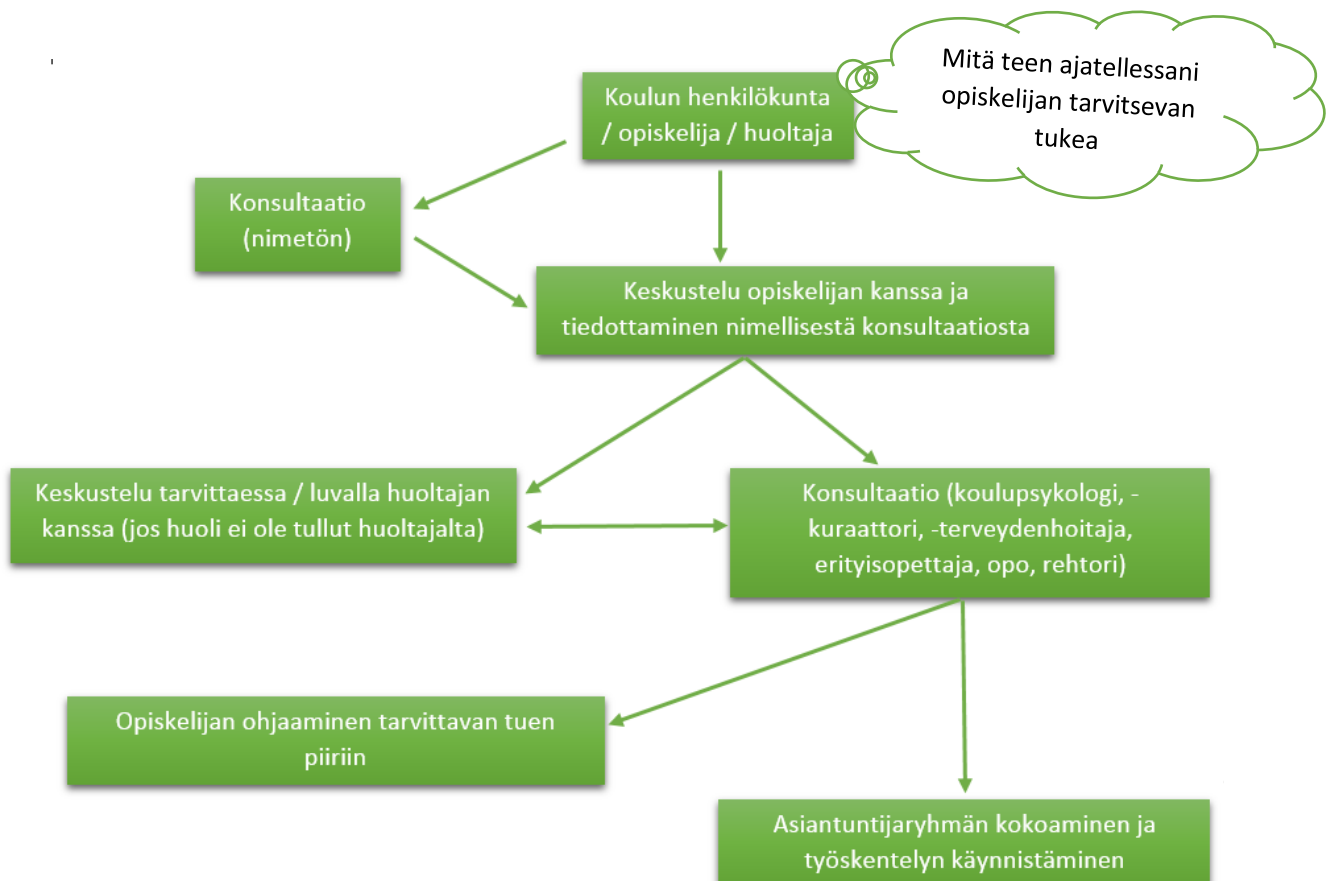 Mitä teen ajatellessani
opiskelijan tarvitsevan
tukea
Koulun henkilökunta
/ opiskelija / huoltaja
Konsultaatio
(nimetön)
Keskustelu opiskelijan kanssa ja
tiedottaminen nimellisestä konsultaatiosta
Keskustelu tarvittaessa / luvalla huoltajan
kanssa (jos huoli ei ole tullut huoltajalta)
Konsultaatio (koulupsykologi, -
kuraattori, -terveydenhoitaja,
erityisopettaja, opo, rehtori)
Opiskelijan ohjaaminen tarvittavan tuen
piiriin
Asiantuntijaryhmän kokoaminen ja
työskentelyn käynnistäminen